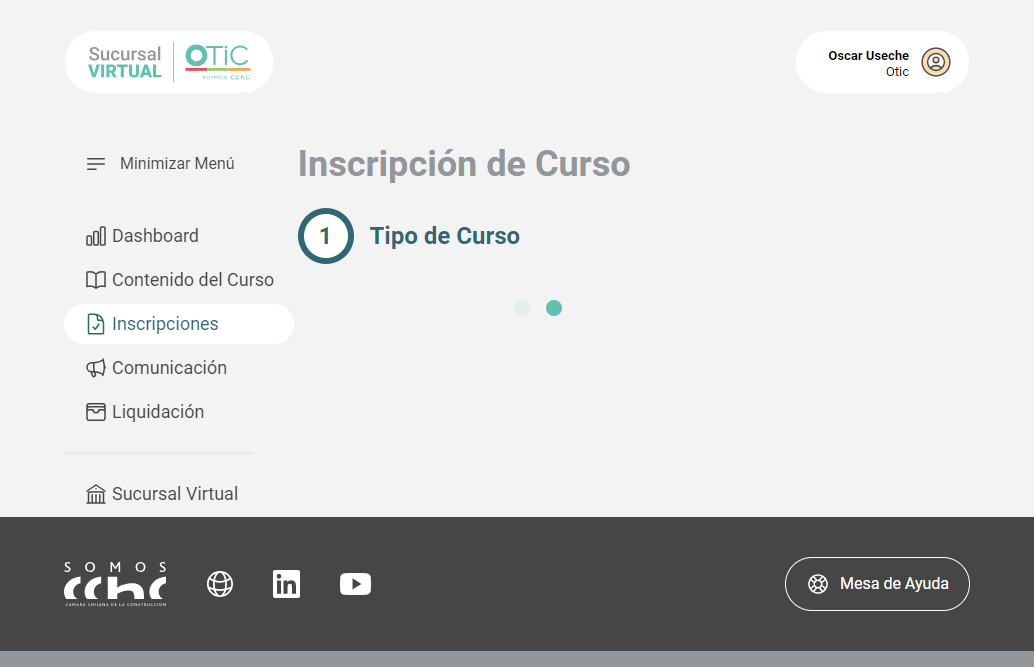 Sucursal
VIRTUAL
OTiC
somos cchc
Oscar Useche
Otic
Minimizar Menú
Inscripción de Curso
1
Tipo de Curso
Dashboard
Contenido del Curso
Inscripciones
Comunicación
Liquidación
Sucursal Virtual
SOMOS
cchc
CÁMARA CHILENA DE LA CONSTRUCCIÓN
in
Mesa de Ayuda